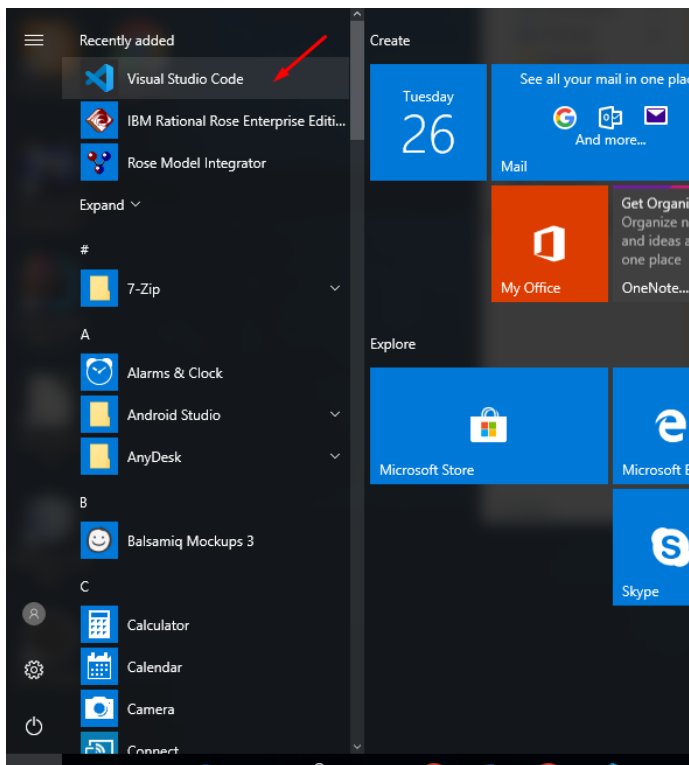 Recently added
Visual Studio Code
IBM Rational Rose Enterprise Editi...
Rose Model Integrator
Expand
#
7-Zip
A
Alarms & Clock
Android Studio
AnyDesk
B
Balsamiq Mockups 3
C
Calculator
Calendar
Camera
Connect
Create
Tuesday
26
See all your mail in one plac
And more...
Mail
My Office
Get Organi
Organize n
and ideas a
one place
OneNote...
Explore
Microsoft Store
Microsoft E
Skype